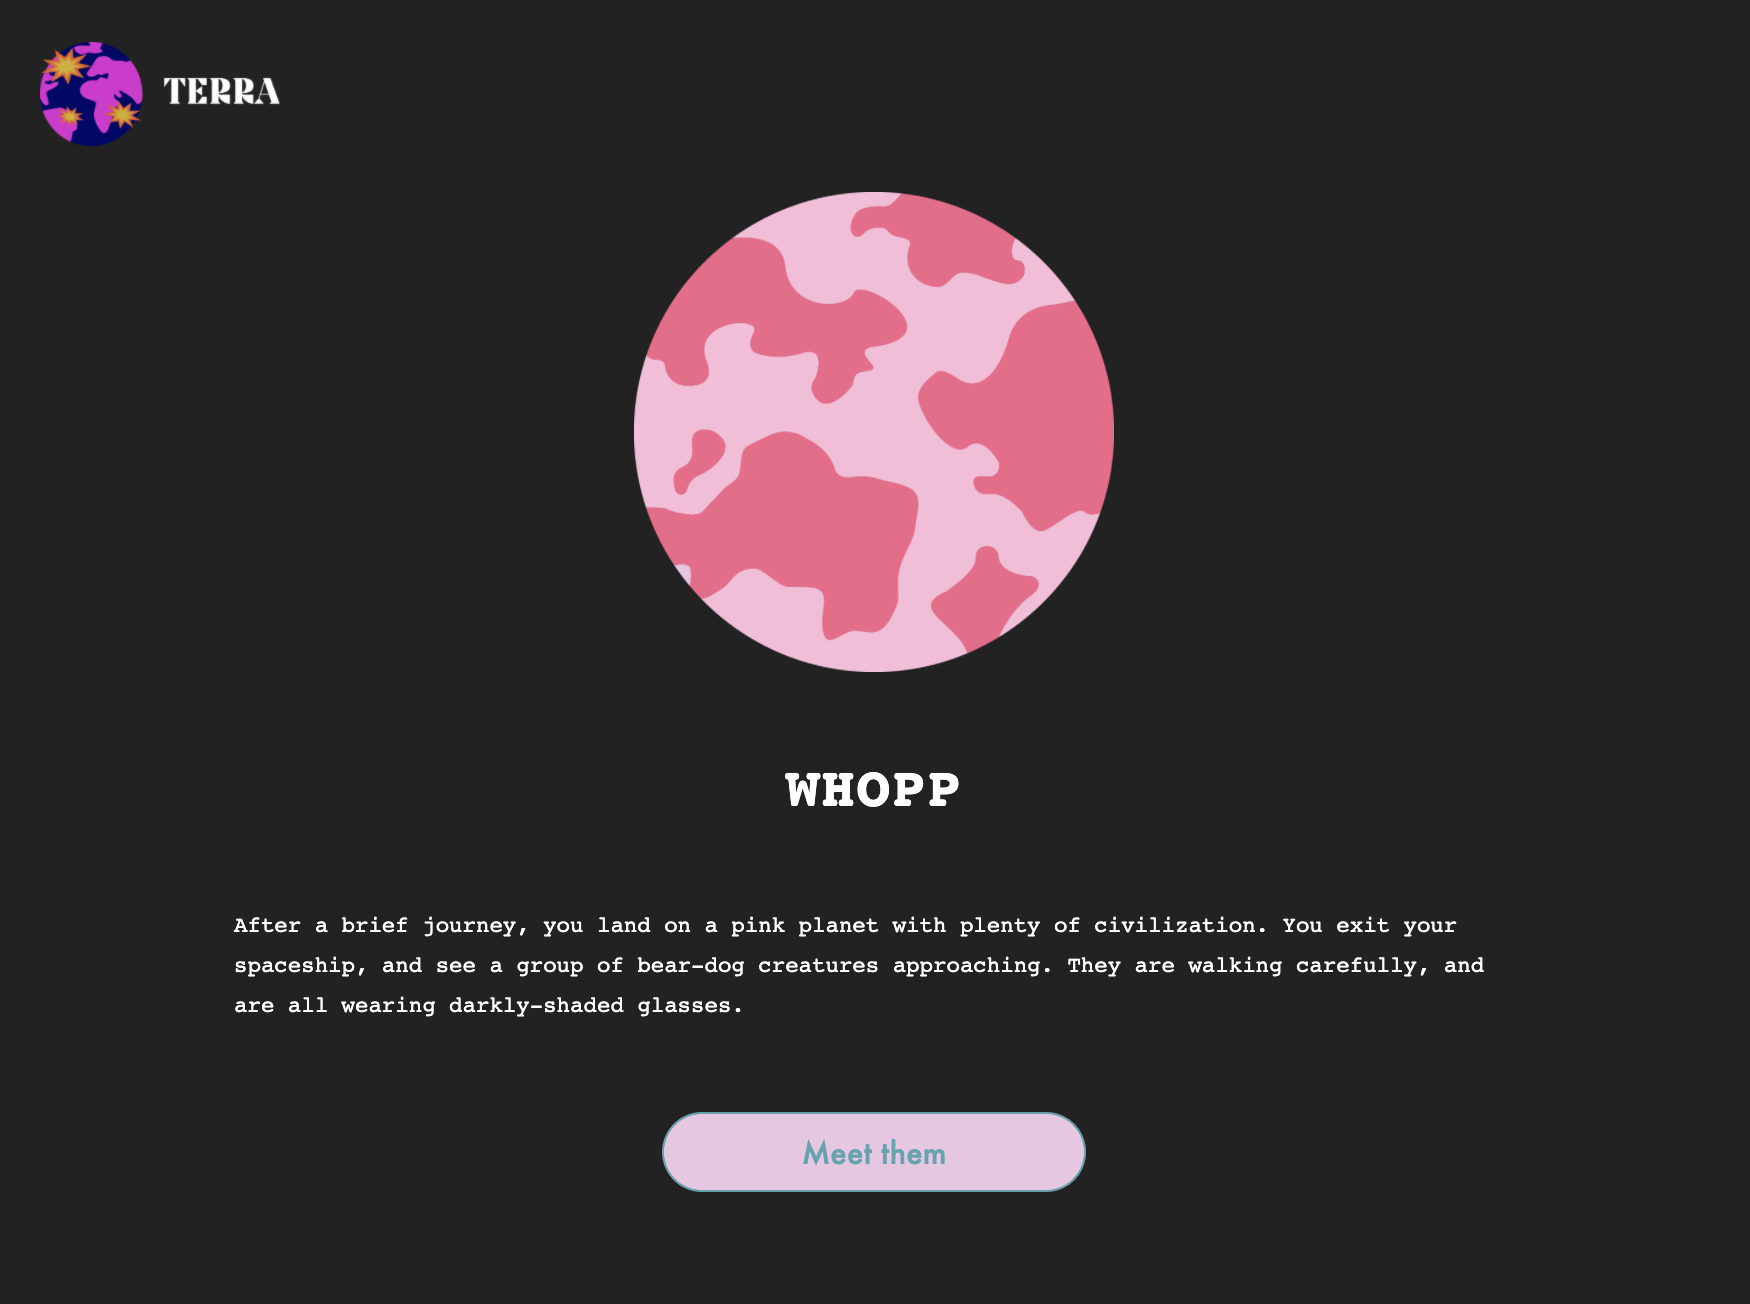 TERRA
WHOPP
After a brief journey, you land on a pink planet with plenty of civilization. You exit your
spaceship, and see a group of bear-dog creatures approaching. They are walking carefully, and
are all wearing darkly-shaded glasses.
Meet them